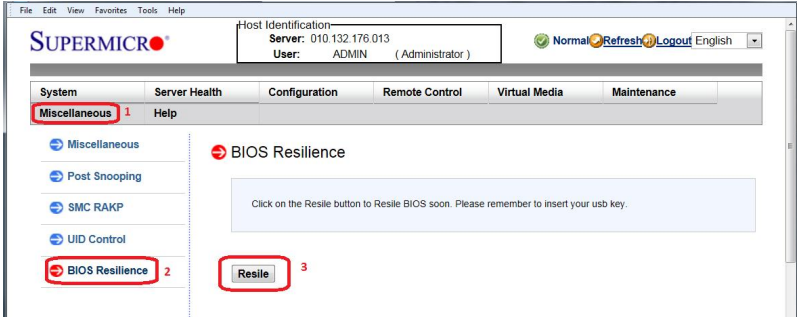 File Edit View Favorites Tools Help
Host Identification
SUPERMICRO
Server: 010.132.176.013
User: ADMIN ( Administrator )
Normal Refresh Logout English
System Server Health Configuration Remote Control Virtual Media Maintenance
Miscellaneous 1 Help
Miscellaneous
Post Snooping
SMC RAKP
UID Control
BIOS Resilience 2
BIOS Resilience
Click on the Resile button to Resile BIOS soon. Please remember to insert your usb key.
Resile 3